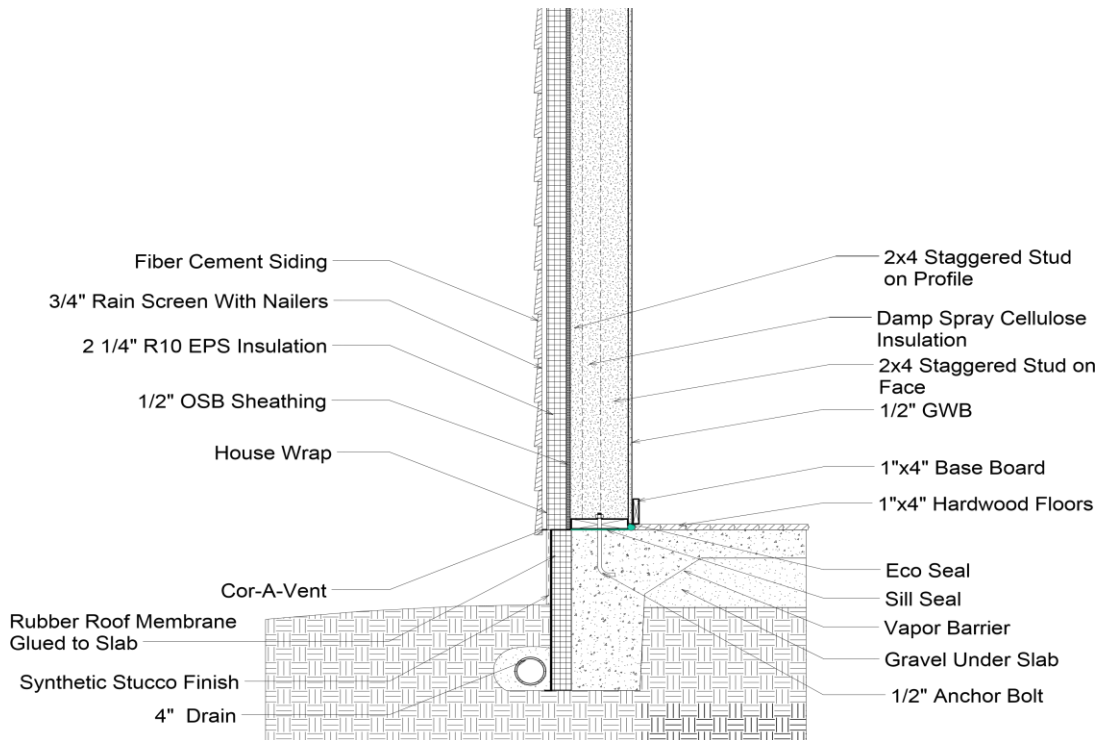 Fiber Cement Siding
3/4" Rain Screen With Nailers
2 1/4" R10 EPS Insulation
1/2" OSB Sheathing
House Wrap
Cor-A-Vent
Rubber Roof Membrane
Glued to Slab
Synthetic Stucco Finish
4" Drain
2x4 Staggered Stud
on Profile
Damp Spray Cellulose
Insulation
2x4 Staggered Stud on
Face
1/2" GWB
1"x4" Base Board
1"x4" Hardwood Floors
Eco Seal
Sill Seal
Vapor Barrier
Gravel Under Slab
1/2" Anchor Bolt